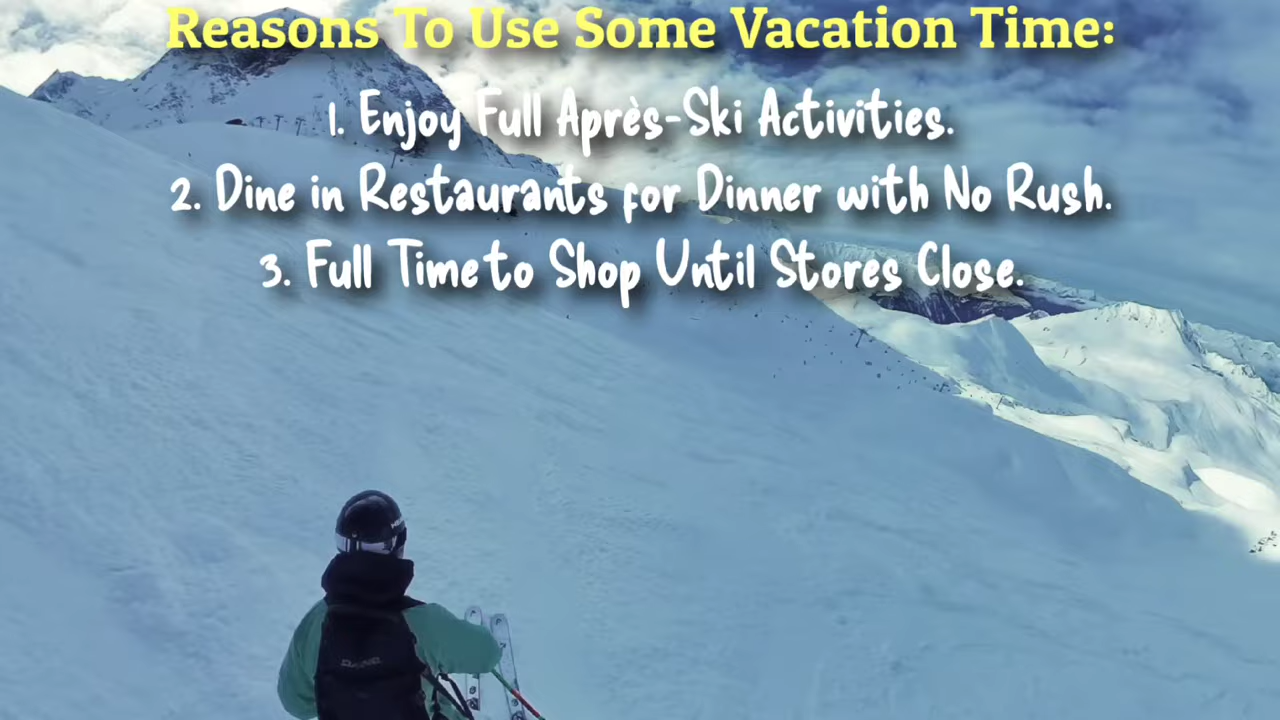 Reasons To Use Some Vacation Time:
1. Enjoy Full Après-Ski Activities.
2. Dine in Restaurants for Dinner with No Rush.
3. Full Time to Shop Until Stores Close.